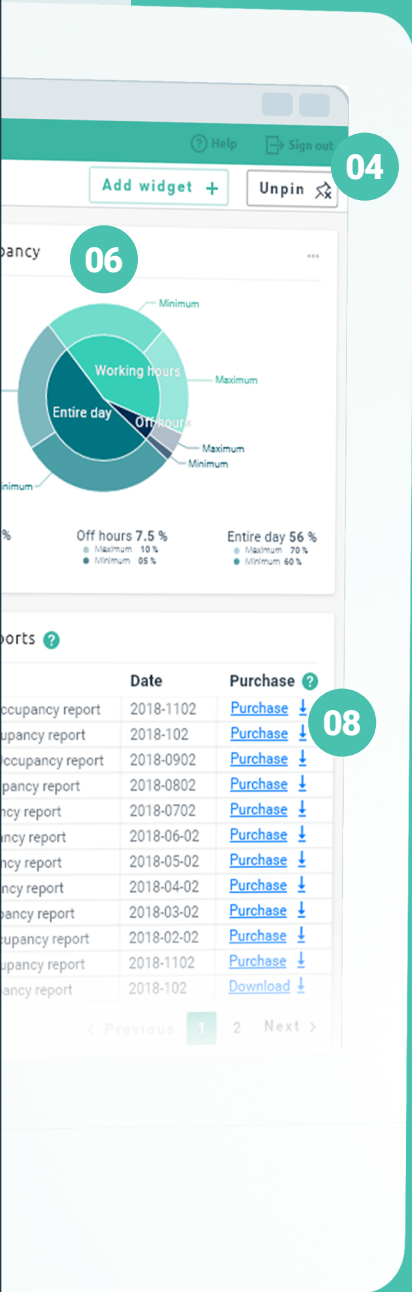 Help Sign out
04
Add widget + Unpin
pancy
06
Minimum
Working hours
Maximum
Entire day
Off hours
Maximum
Minimum
inimum
%
Off hours 7.5 %
Maximum 10 %
Minimum 05 %
Entire day 56 %
Maximum 70 %
Minimum 60 %
orts ?
Date Purchase ?
ccupancy report 2018-1102 Purchase
08
upancy report 2018-102 Purchase
Occupancy report 2018-0902 Purchase
pancy report 2018-0802 Purchase
ncy report 2018-0702 Purchase
ancy report 2018-06-02 Purchase
ncy report 2018-05-02 Purchase
ncy report 2018-04-02 Purchase
pancy report 2018-03-02 Purchase
cupancy report 2018-02-02 Purchase
upancy report 2018-1102 Purchase
ancy report 2018-102 Download
< Previous 1 2 Next >